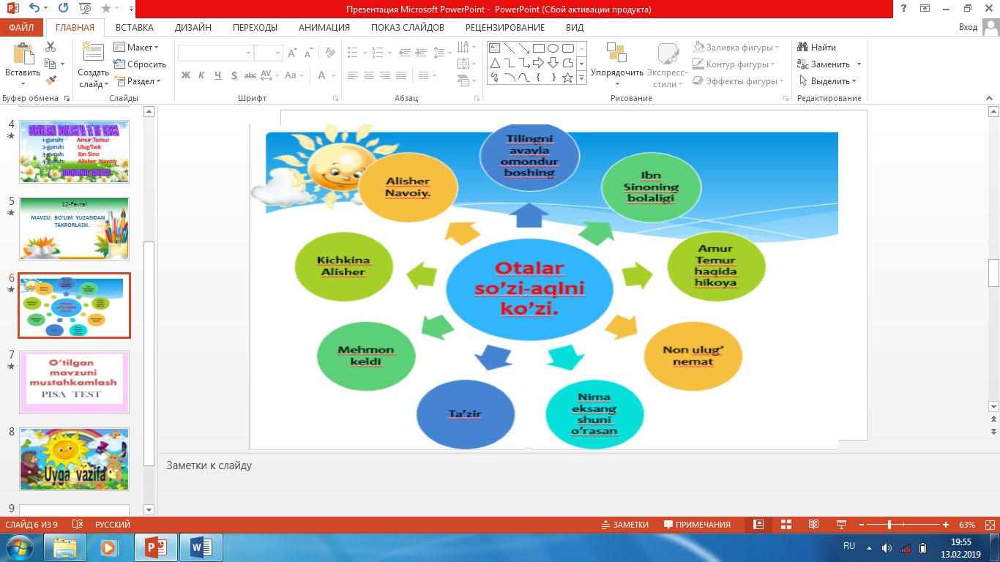 Презентация Microsoft PowerPoint - PowerPoint (Сбой активации продукта)
ФАЙЛ ГЛАВНАЯ ВСТАВКА ДИЗАЙН ПЕРЕХОДЫ АНИМАЦИЯ ПОКАЗ СЛАЙДОВ РЕЦЕНЗИРОВАНИЕ ВИД Вход
Вставить
Буфер обмена
Создать слайд
Макет
Сбросить
Раздел
Слайды
Ж К Ч S abc AV Aa A
Шрифт
Абзац
Упорядочить
Экспресс-стили
Заливка фигуры
Контур фигуры
Эффекты фигуры
Рисование
Найти
Заменить
Выделить
Редактирование
4
1-guruh: Amur Temur
2-guruh: Ulug'bek
3-guruh: Ibn Sino
4-guruh: Alisher Navoiy
5
12-Fevral
MAVZU: BO'LIM YUZASIDAN
TAKRORLASH.
6
7
O'tilgan
mavzuni
mustahkamlash
PISA TEST
8
Uyga vazifa
9
Tilingni
avayla
omondur
boshing
Alisher
Navoiy.
Ibn
Sinoning
bolaligi
Kichkina
Alisher
Otalar
so'zi-aqlni
ko'zi.
Amur
Temur
haqida
hikoya
Mehmon
keldi
Non ulug'
nemat
Ta'zir
Nima
eksang
shuni
o'rasan
Заметки к слайду
СЛАЙД 6 ИЗ 9 РУССКИЙ ЗАМЕТКИ ПРИМЕЧАНИЯ 63%
RU
19:55
13.02.2019